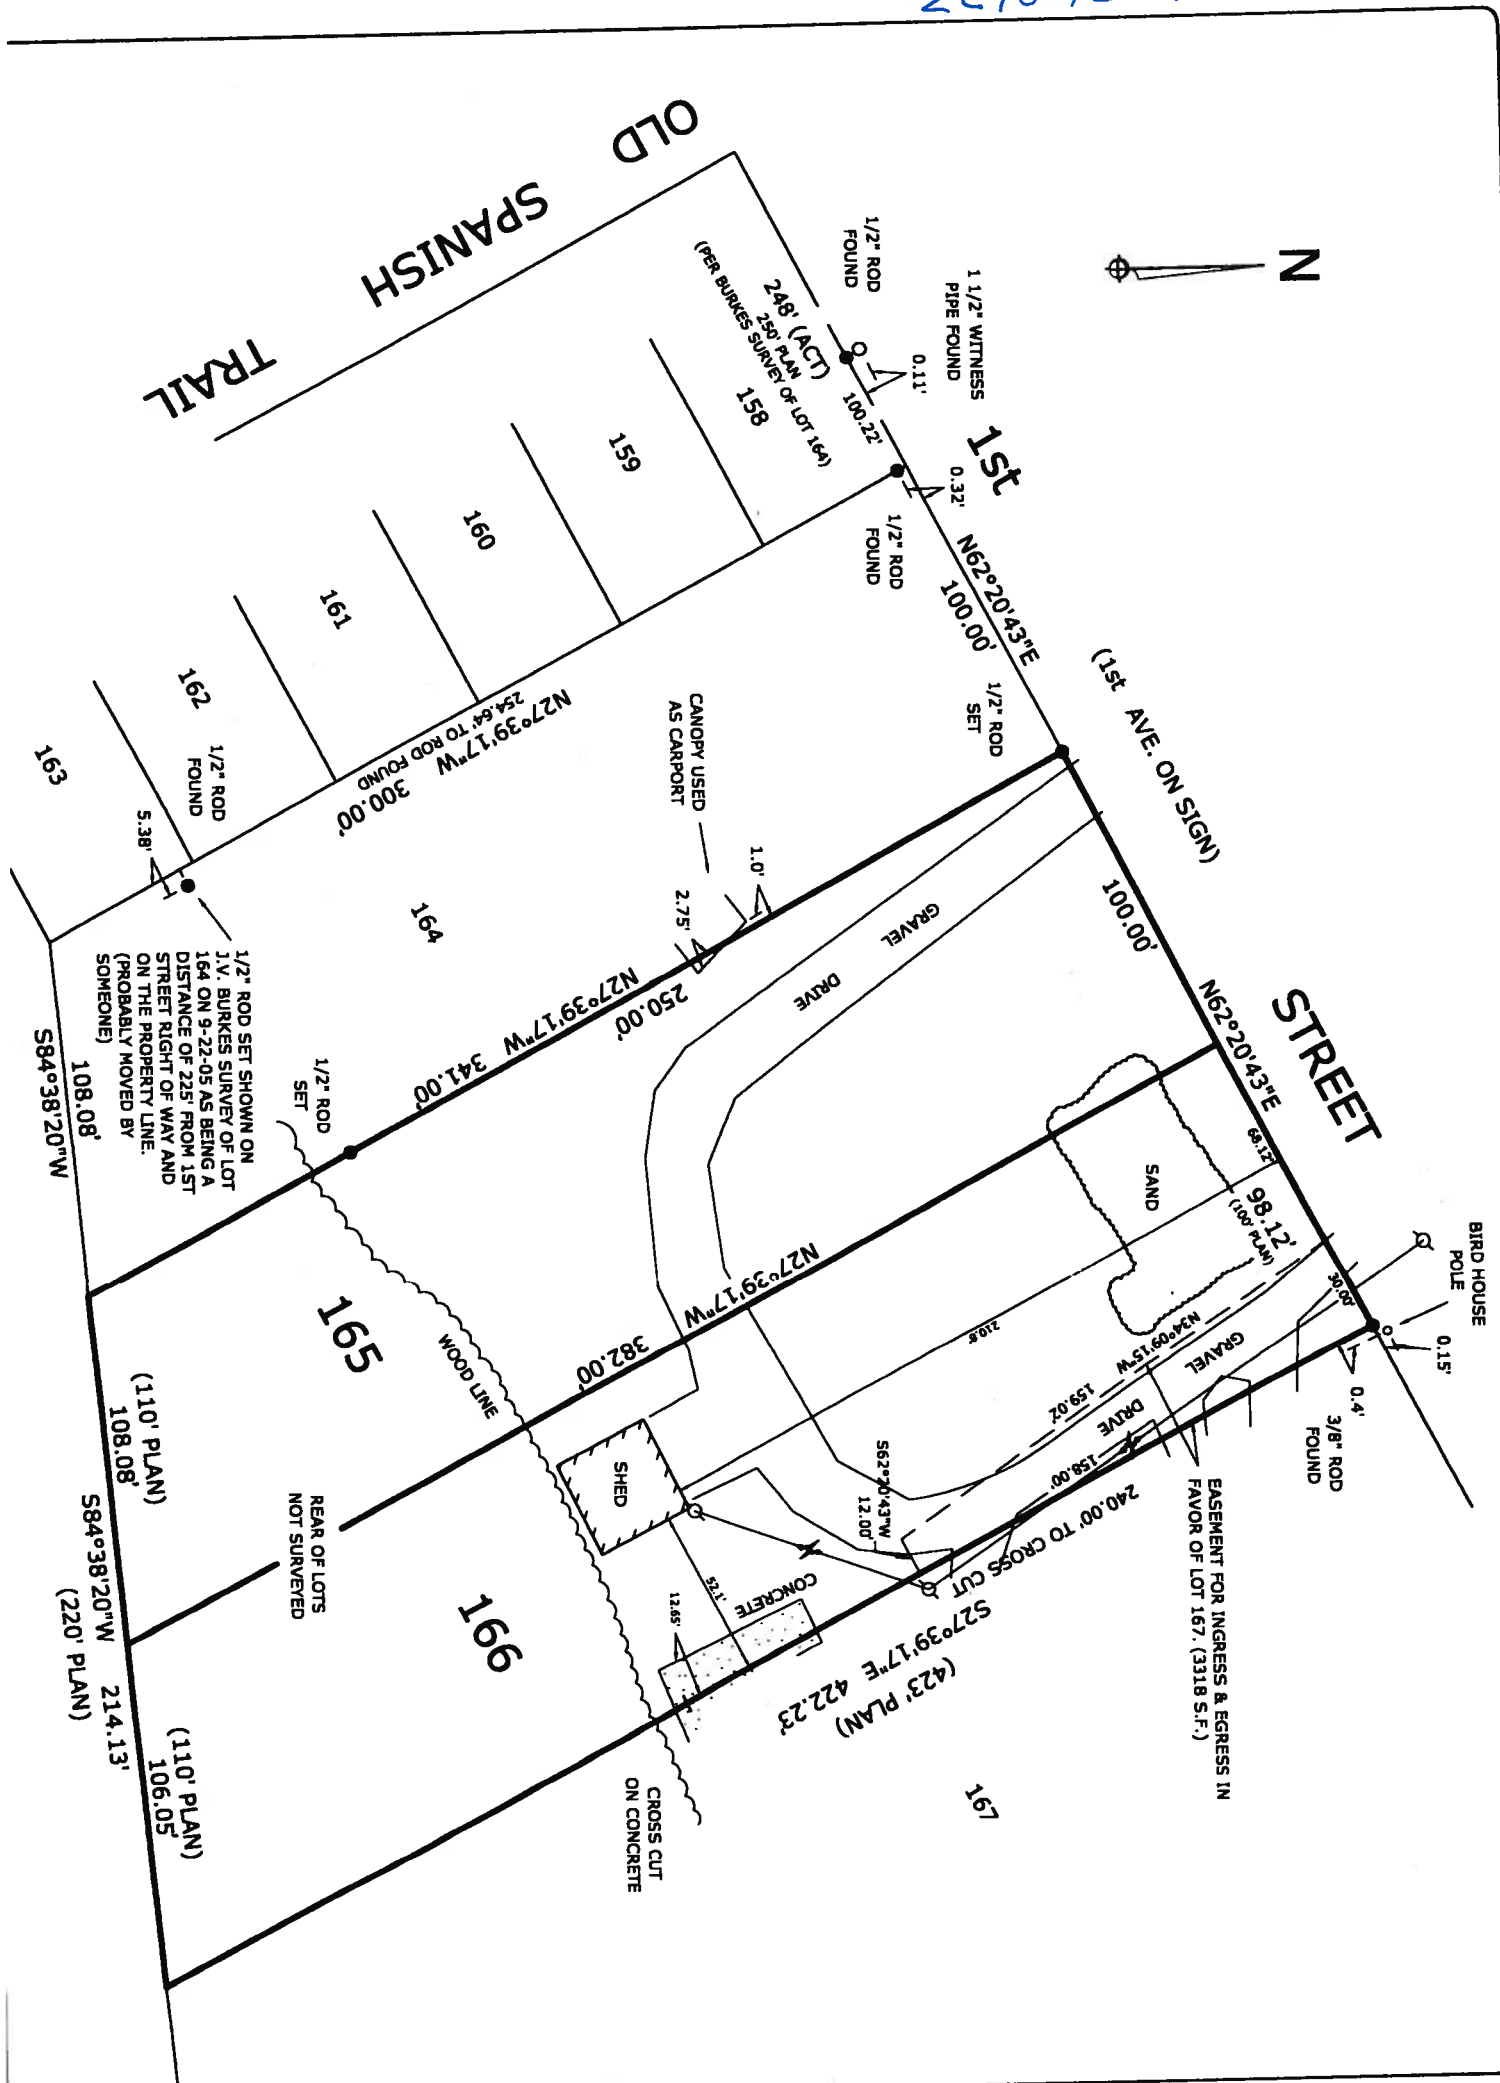 N
OLD SPANISH TRAIL
1st STREET
(1st AVE. ON SIGN)
1/2" ROD
FOUND
1 1/2" WITNESS
PIPE FOUND
0.11'
248' (ACT)
250' PLAN
(PER BURKES SURVEY OF LOT 164)
100.22'
0.32'
1/2" ROD
FOUND
N62°20'43"E
100.00'
1/2" ROD
SET
100.00'
N62°20'43"E
68.12'
98.12'
(100' PLAN)
30.00'
BIRD HOUSE
POLE
0.15'
0.4'
3/8" ROD
FOUND
158
159
160
161
162
163
N27°39'17"W
300.00'
254.64' TO ROD FOUND
1/2" ROD
FOUND
5.38'
1/2" ROD SET SHOWN ON
J.V. BURKES SURVEY OF LOT
164 ON 9-22-05 AS BEING A
DISTANCE OF 225' FROM 1ST
STREET RIGHT OF WAY AND
ON THE PROPERTY LINE.
(PROBABLY MOVED BY
SOMEONE)
164
CANOPY USED
AS CARPORT
1.0'
2.75'
N27°39'17"W
250.00'
341.00'
1/2" ROD
SET
GRAVEL
DRIVE
SAND
N27°39'17"W
382.00'
210.8'
N34°09'15"W
159.02'
GRAVEL
DRIVE
158.00'
S62°20'43"W
12.00'
240.00' TO CROSS CUT
S27°39'17"E 422.23'
(423' PLAN)
EASEMENT FOR INGRESS & EGRESS IN
FAVOR OF LOT 167. (3318 S.F.)
167
SHED
CONCRETE
52.1'
12.65'
CROSS CUT
ON CONCRETE
WOOD LINE
165
166
REAR OF LOTS
NOT SURVEYED
108.08'
S84°38'20"W
(110' PLAN)
108.08'
S84°38'20"W 214.13'
(220' PLAN)
(110' PLAN)
106.05'